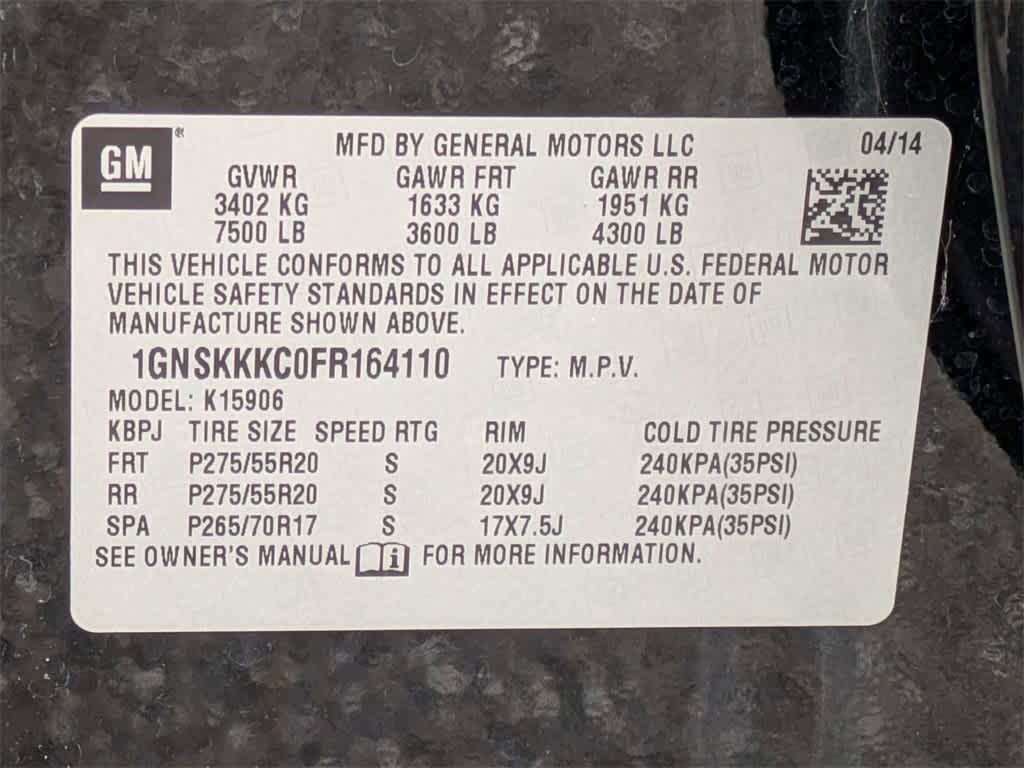 GM ® MFD BY GENERAL MOTORS LLC 04/14
GVWR GAWR FRT GAWR RR
3402 KG 1633 KG 1951 KG
7500 LB 3600 LB 4300 LB
THIS VEHICLE CONFORMS TO ALL APPLICABLE U.S. FEDERAL MOTOR
VEHICLE SAFETY STANDARDS IN EFFECT ON THE DATE OF
MANUFACTURE SHOWN ABOVE.
1GNSKKKC0FR164110 TYPE: M.P.V.
MODEL: K15906
KBPJ TIRE SIZE SPEED RTG RIM COLD TIRE PRESSURE
FRT P275/55R20 S 20X9J 240KPA(35PSI)
RR P275/55R20 S 20X9J 240KPA(35PSI)
SPA P265/70R17 S 17X7.5J 240KPA(35PSI)
SEE OWNER'S MANUAL i FOR MORE INFORMATION.